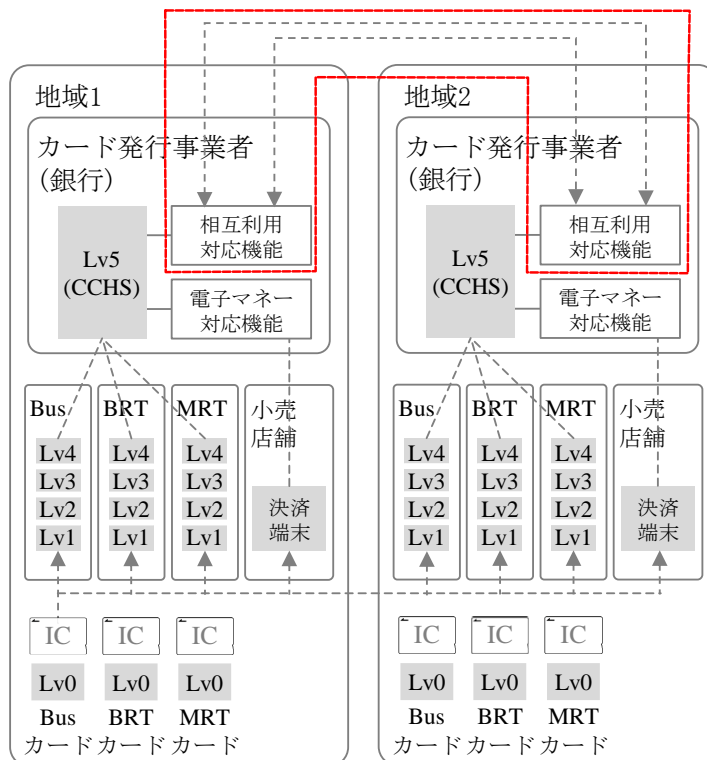 地域1
カード発行事業者
(銀行)
Lv5
(CCHS)
相互利用
対応機能
電子マネー
対応機能
Bus
BRT
MRT
小売
店舗
Lv4
Lv3
Lv2
Lv1
Lv4
Lv3
Lv2
Lv1
Lv4
Lv3
Lv2
Lv1
決済
端末
IC
IC
IC
Lv0
Lv0
Lv0
Bus
カード
BRT
カード
MRT
カード
地域2
カード発行事業者
(銀行)
Lv5
(CCHS)
相互利用
対応機能
電子マネー
対応機能
Bus
BRT
MRT
小売
店舗
Lv4
Lv3
Lv2
Lv1
Lv4
Lv3
Lv2
Lv1
Lv4
Lv3
Lv2
Lv1
決済
端末
IC
IC
IC
Lv0
Lv0
Lv0
Bus
カード
BRT
カード
MRT
カード